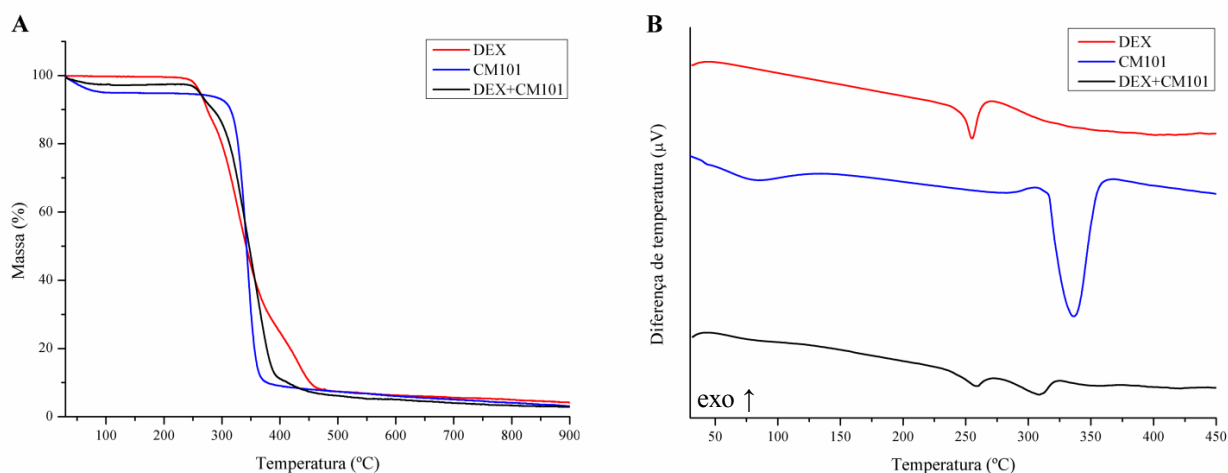 A
DEX
CM101
DEX+CM101
100
80
60
40
20
0
Massa (%)
100 200 300 400 500 600 700 800 900
Temperatura (ºC)
B
DEX
CM101
DEX+CM101
Diferença de temperatura (µV)
exo ↑
50 100 150 200 250 300 350 400 450
Temperatura (ºC)